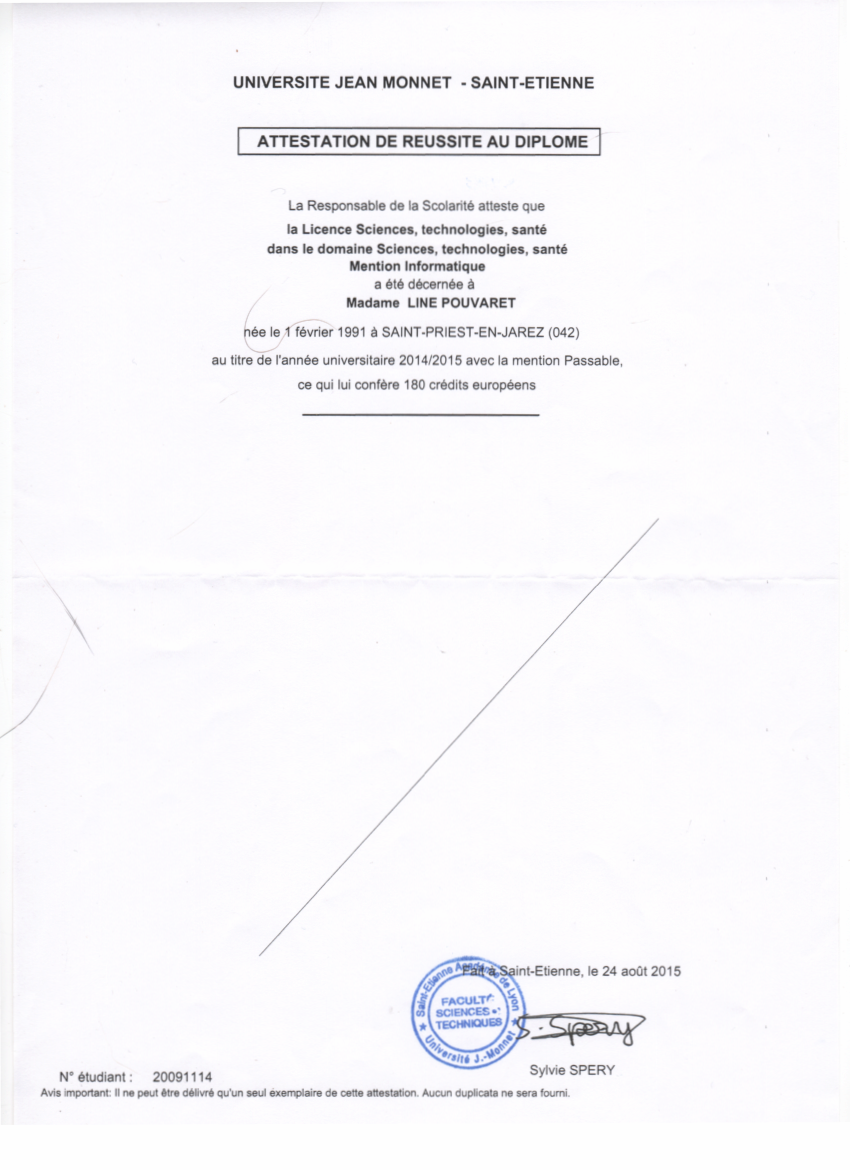 UNIVERSITE JEAN MONNET - SAINT-ETIENNE
ATTESTATION DE REUSSITE AU DIPLOME
La Responsable de la Scolarité atteste que
la Licence Sciences, technologies, santé
dans le domaine Sciences, technologies, santé
Mention Informatique
a été décernée à
Madame LINE POUVARET
née le 1 février 1991 à SAINT-PRIEST-EN-JAREZ (042)
au titre de l'année universitaire 2014/2015 avec la mention Passable,
ce qui lui confère 180 crédits européens
Fait à Saint-Etienne, le 24 août 2015
Saint-Etienne Académie de Lyon
FACULTÉ
SCIENCES
TECHNIQUES
Université J.-Monnet
S. Spery
Sylvie SPERY
N° étudiant : 20091114
Avis important: Il ne peut être délivré qu'un seul exemplaire de cette attestation. Aucun duplicata ne sera fourni.